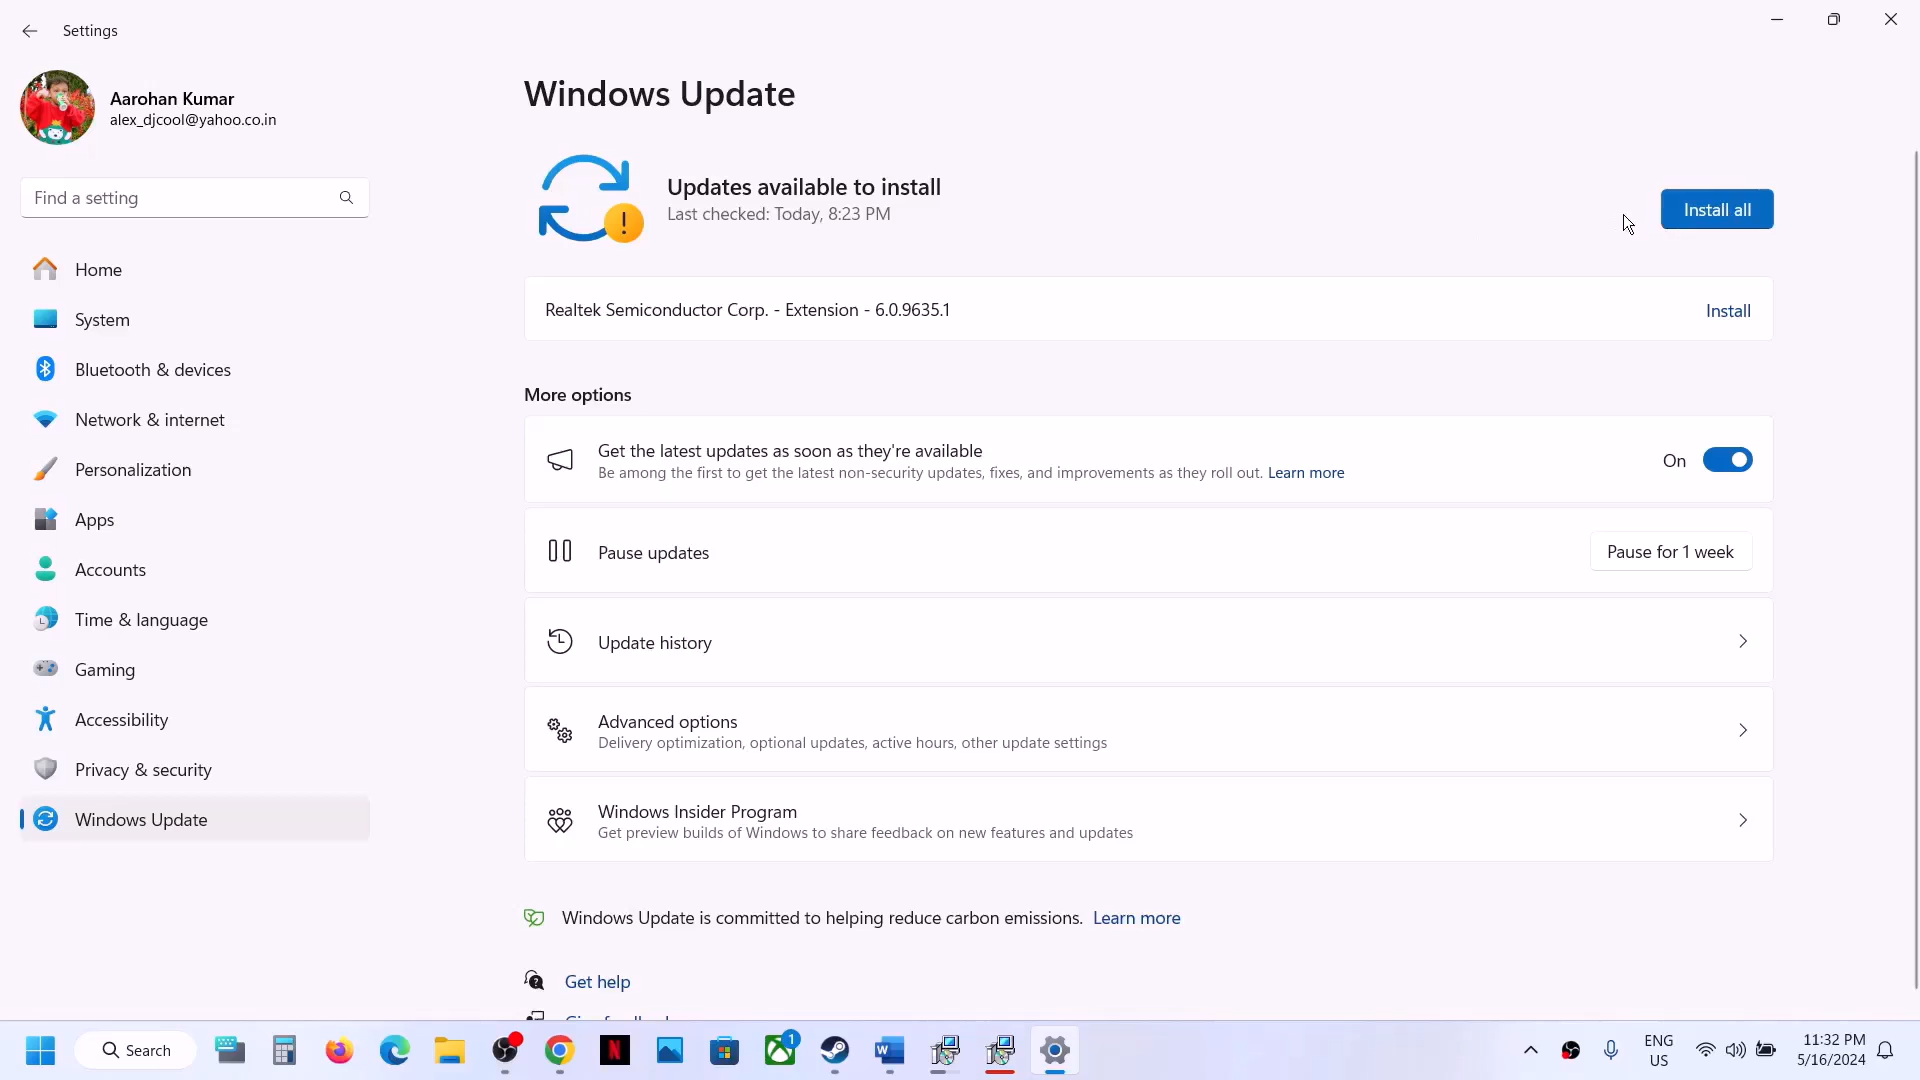 Settings
Aarohan Kumar
alex_djcool@yahoo.co.in
Find a setting
Home
System
Bluetooth & devices
Network & internet
Personalization
Apps
Accounts
Time & language
Gaming
Accessibility
Privacy & security
Windows Update
Windows Update
Updates available to install
Last checked: Today, 8:23 PM
Install all
Realtek Semiconductor Corp. - Extension - 6.0.9635.1
Install
More options
Get the latest updates as soon as they're available
Be among the first to get the latest non-security updates, fixes, and improvements as they roll out. Learn more
On
Pause updates
Pause for 1 week
Update history
Advanced options
Delivery optimization, optional updates, active hours, other update settings
Windows Insider Program
Get preview builds of Windows to share feedback on new features and updates
Windows Update is committed to helping reduce carbon emissions. Learn more
Get help
Search
1
ENG
US
11:32 PM
5/16/2024